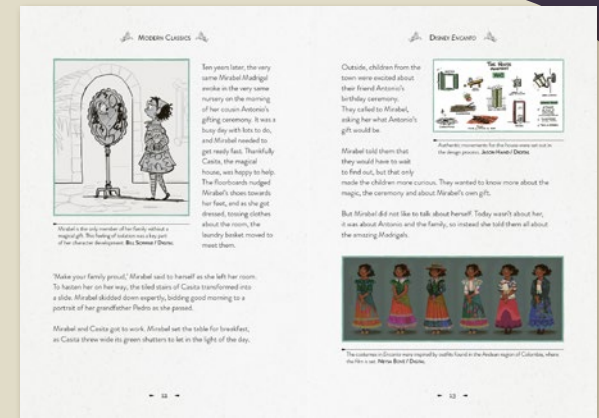 Modern Classics
Ten years later, the very
same Mirabel Madrigal
awoke in the very same
nursery on the morning
of her cousin Antonio's
gifting ceremony. It was a
busy day with lots to do,
and Mirabel needed to
get ready fast. Thankfully
Casita, the magical
house, was happy to help.
The floorboards nudged
Mirabel's shoes towards
her feet, and as she got
dressed, tossing clothes
about the room, the
laundry basket moved to
meet them.
Mirabel is the only member of her family without a
magical gift. This feeling of isolation was a key part
of her character development. Bill Schwab / Digital
'Make your family proud,' Mirabel said to herself as she left her room.
To hasten her on her way, the tiled stairs of Casita transformed into
a slide. Mirabel skidded down expertly, bidding good morning to a
portrait of her grandfather Pedro as she passed.
Mirabel and Casita got to work. Mirabel set the table for breakfast,
as Casita threw wide its green shutters to let in the light of the day.
Disney Encanto
Outside, children from the
town were excited about
their friend Antonio's
birthday ceremony.
They called to Mirabel,
asking her what Antonio's
gift would be.
The House
Authentic movements for the house were set out in
the design process. / Digital
Mirabel told them that
they would have to wait
to find out, but that only
made the children more curious. They wanted to know more about the
magic, the ceremony and about Mirabel's own gift.
But Mirabel did not like to talk about herself. Today wasn't about her,
it was about Antonio and the family, so instead she told them all about
the amazing Madrigals.
The costumes in Encanto were inspired by outfits found in the Andean region of Colombia, where
the film is set. / Digital
13